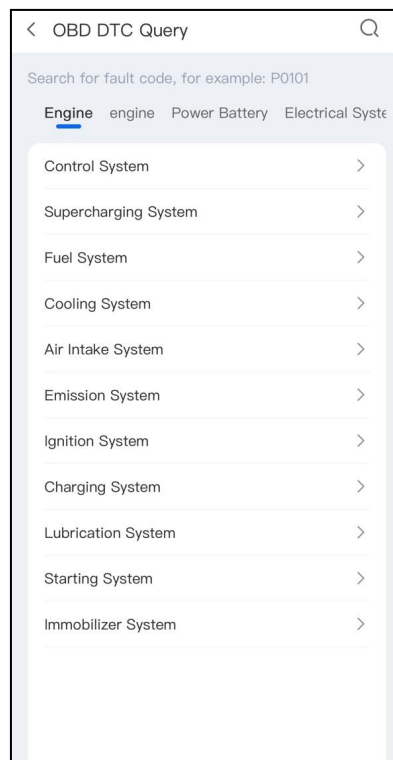 OBD DTC Query
Search for fault code, for example: P0101
Engine engine Power Battery Electrical Syste
Control System
Supercharging System
Fuel System
Cooling System
Air Intake System
Emission System
Ignition System
Charging System
Lubrication System
Starting System
Immobilizer System